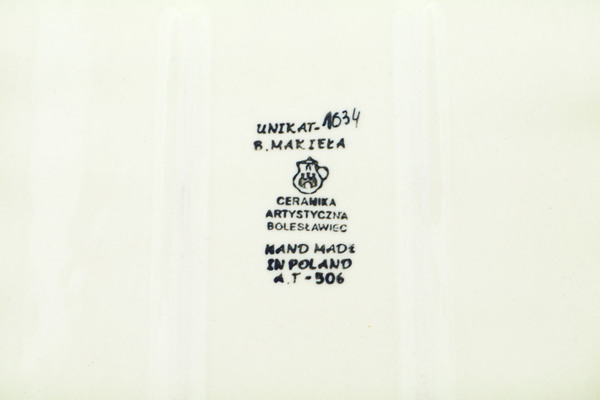 UNIKAT-1634
B. MAKIEŁA
CERAMIKA
ARTYSTYCZNA
BOLESŁAWIEC
HAND MADE
IN POLAND
A.T-506